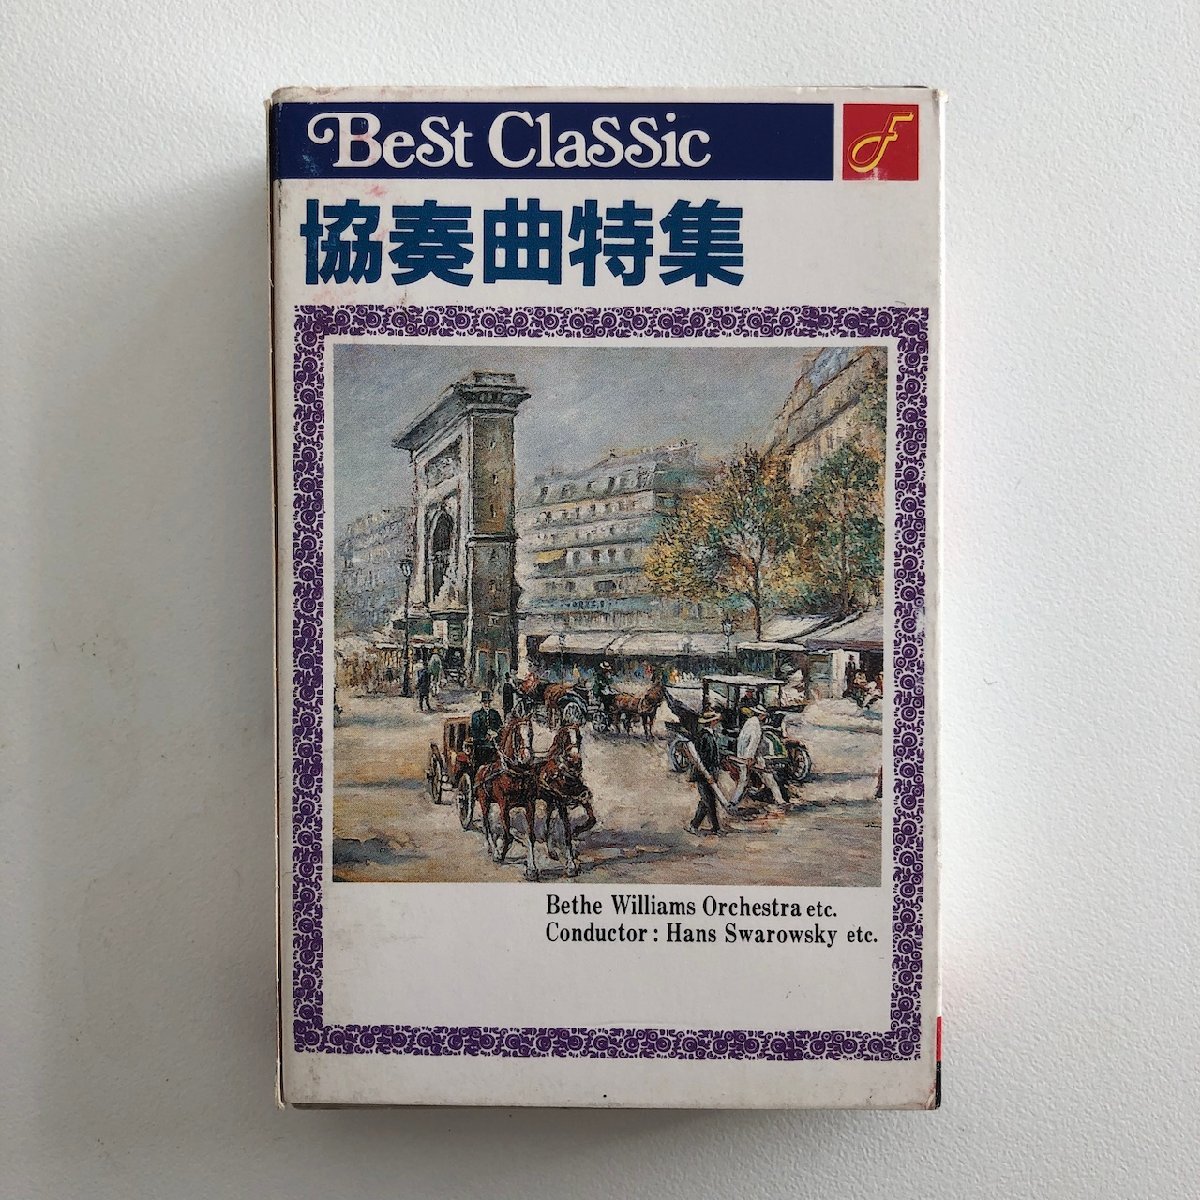 Best Classic
F
協奏曲特集
Bethe Williams Orchestra etc.
Conductor: Hans Swarowsky etc.